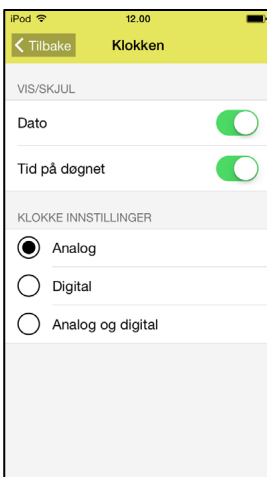 iPod 12.00
Tilbake Klokken
VIS/SKJUL
Dato
Tid på døgnet
KLOKKE INNSTILLINGER
Analog
Digital
Analog og digital